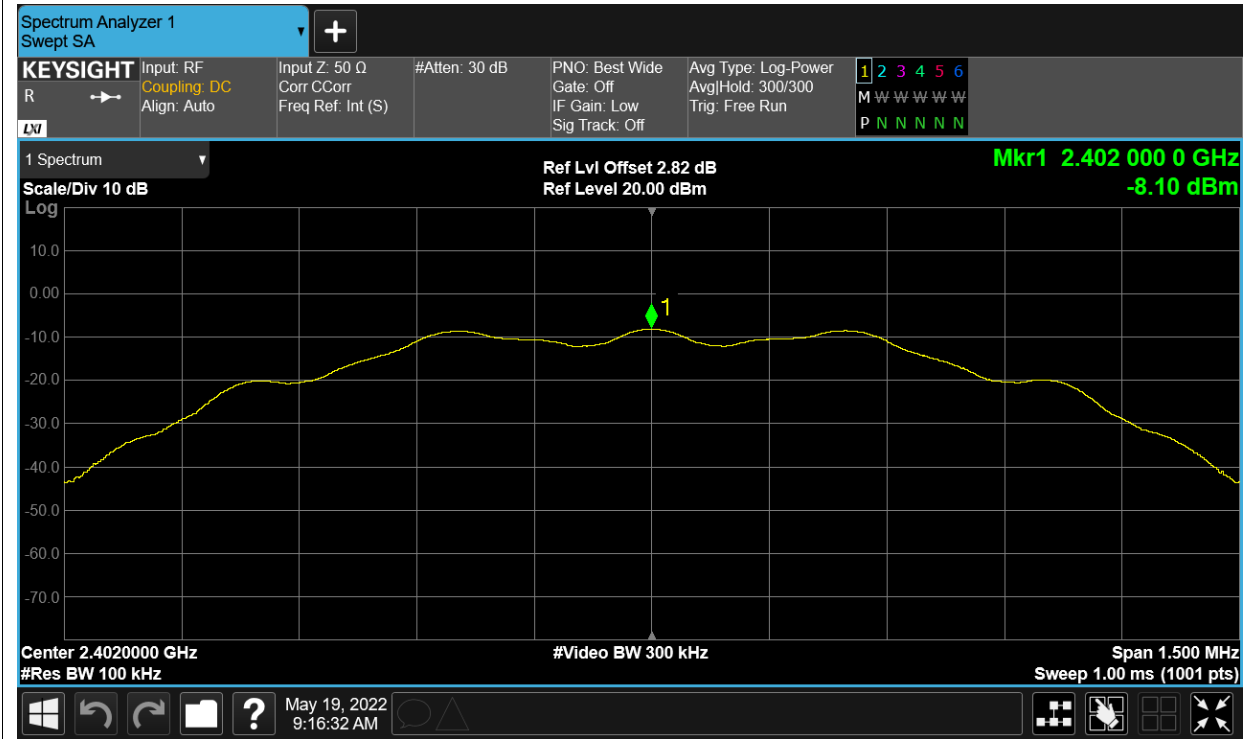 Spectrum Analyzer 1
Swept SA
KEYSIGHT
R
LXI
Input: RF
Coupling: DC
Align: Auto
Input Z: 50 Ω
Corr CCorr
Freq Ref: Int (S)
#Atten: 30 dB
PNO: Best Wide
Gate: Off
IF Gain: Low
Sig Track: Off
Avg Type: Log-Power
Avg|Hold: 300/300
Trig: Free Run
1 2 3 4 5 6
M W W W W W W
P N N N N N N
1 Spectrum
Scale/Div 10 dB
Log
Ref Lvl Offset 2.82 dB
Ref Level 20.00 dBm
Mkr1 2.402 000 0 GHz
-8.10 dBm
1
10.0
0.00
-10.0
-20.0
-30.0
-40.0
-50.0
-60.0
-70.0
Center 2.4020000 GHz
#Res BW 100 kHz
#Video BW 300 kHz
Span 1.500 MHz
Sweep 1.00 ms (1001 pts)
?
May 19, 2022
9:16:32 AM